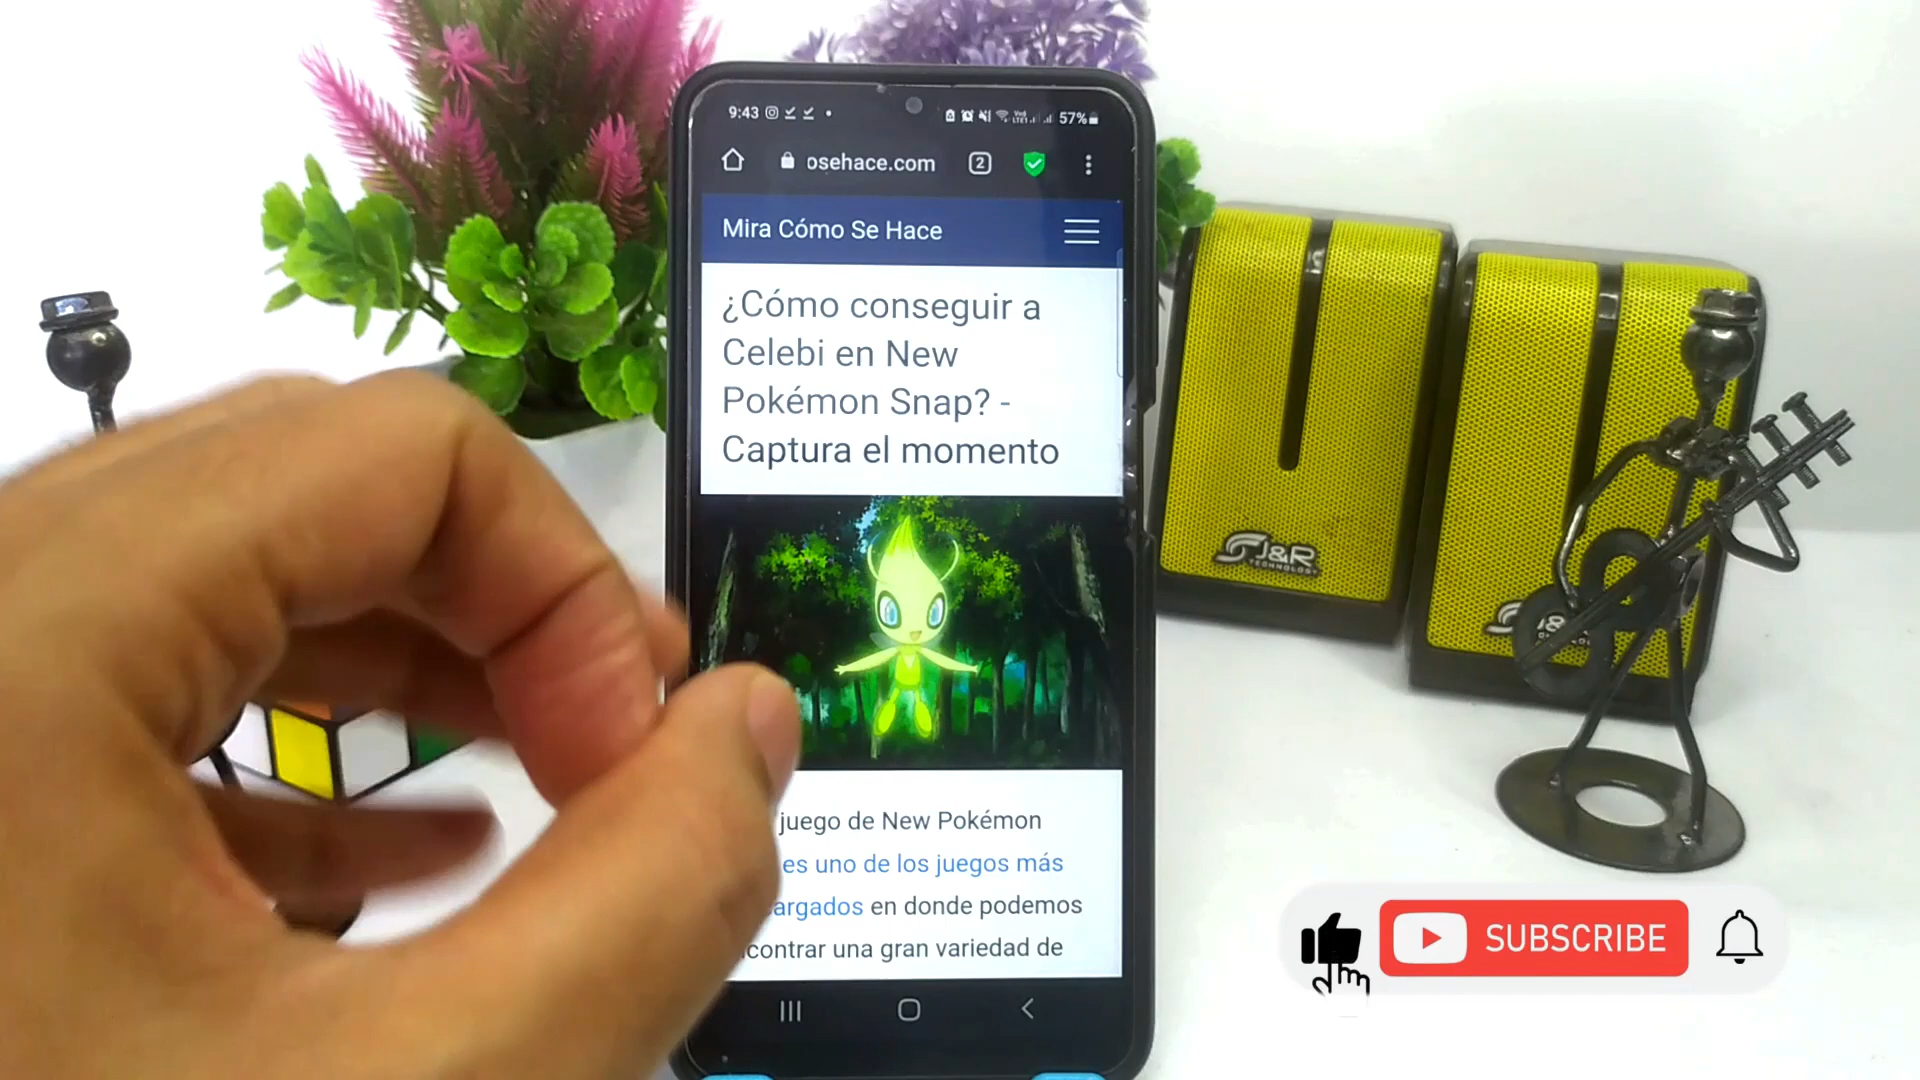 9:43
57%
osehace.com
2
Mira Cómo Se Hace
¿Cómo conseguir a
Celebi en New
Pokémon Snap? -
Captura el momento
juego de New Pokémon
es uno de los juegos más
argados en donde podemos
contrar una gran variedad de
J&R
TECHNOLOGY
SUBSCRIBE